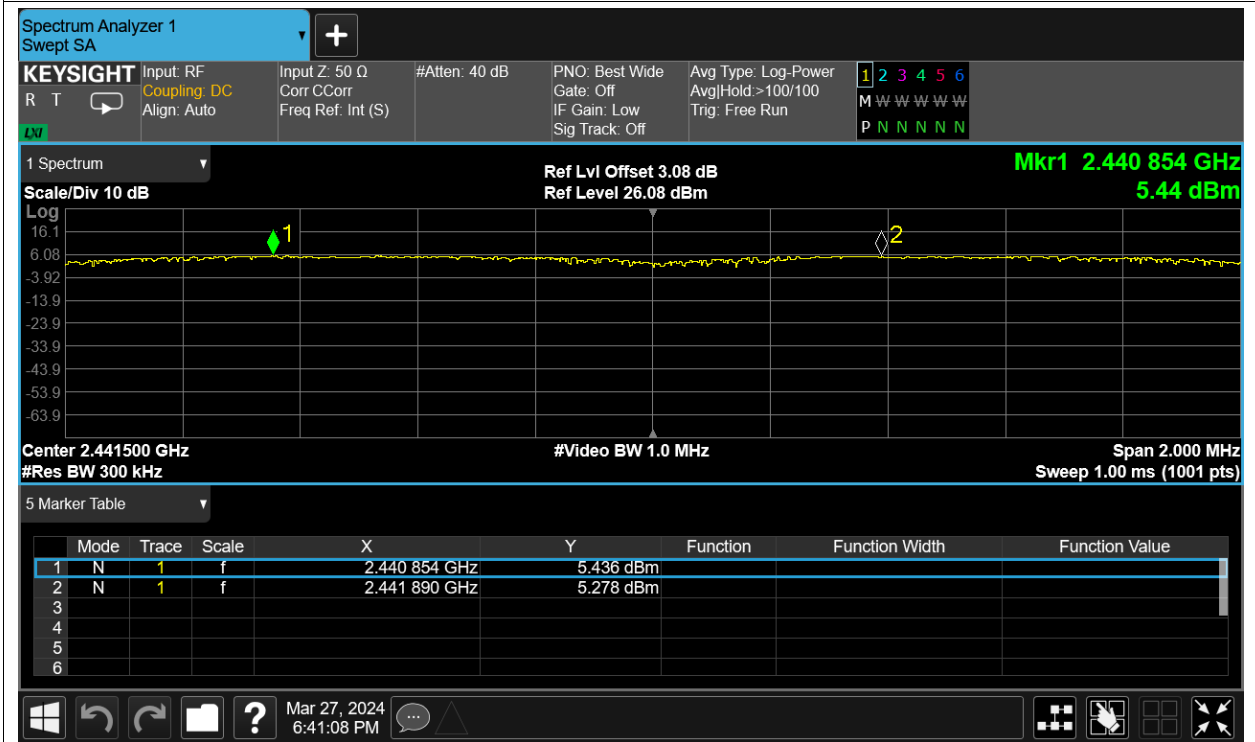 Spectrum Analyzer 1
Swept SA
+
KEYSIGHT
R T
LXI
Input: RF
Coupling: DC
Align: Auto
Input Z: 50 Ω
Corr CCorr
Freq Ref: Int (S)
#Atten: 40 dB
PNO: Best Wide
Gate: Off
IF Gain: Low
Sig Track: Off
Avg Type: Log-Power
Avg|Hold:>100/100
Trig: Free Run
1 2 3 4 5 6
M W W W W W
P N N N N N
1 Spectrum
Scale/Div 10 dB
Ref Lvl Offset 3.08 dB
Ref Level 26.08 dBm
Mkr1 2.440 854 GHz
5.44 dBm
Log
16.1
6.08
-3.92
-13.9
-23.9
-33.9
-43.9
-53.9
-63.9
1
2
Center 2.441500 GHz
#Res BW 300 kHz
#Video BW 1.0 MHz
Span 2.000 MHz
Sweep 1.00 ms (1001 pts)
5 Marker Table
Mode Trace Scale X Y Function Function Width Function Value
1 N 1 f 2.440 854 GHz 5.436 dBm
2 N 1 f 2.441 890 GHz 5.278 dBm
3
4
5
6
?
Mar 27, 2024
6:41:08 PM